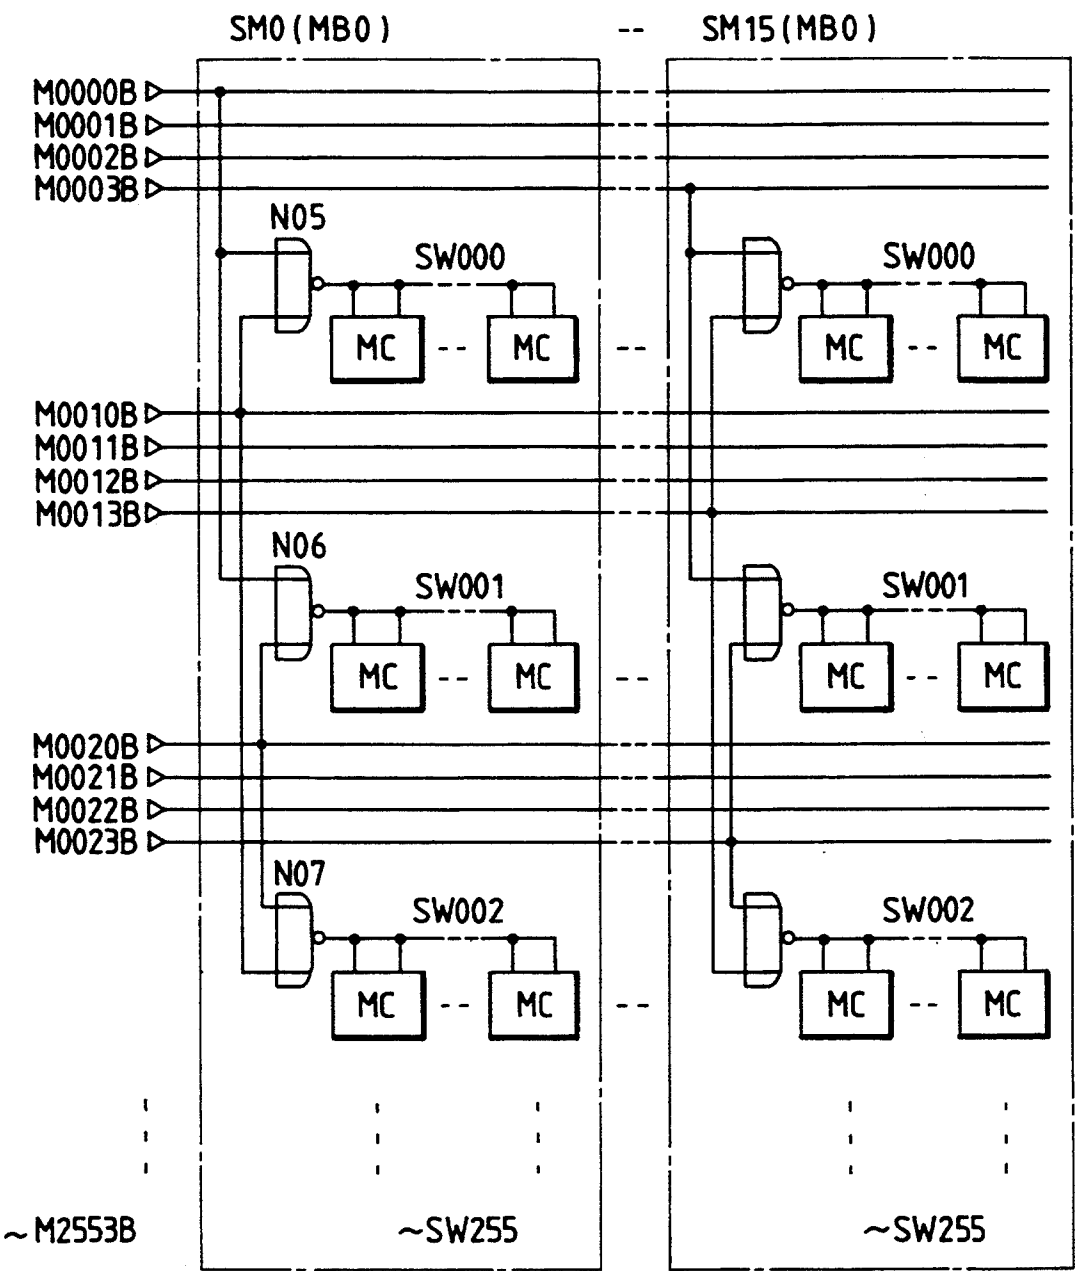 SM0(MB0) -- SM15(MB0)
M0000B
M0001B
M0002B
M0003B
N05
SW000 SW000
MC -- MC -- MC -- MC
M0010B
M0011B
M0012B
M0013B
N06
SW001 SW001
MC -- MC -- MC -- MC
M0020B
M0021B
M0022B
M0023B
N07
SW002 SW002
MC -- MC -- MC -- MC
~M2553B ~SW255 ~SW255